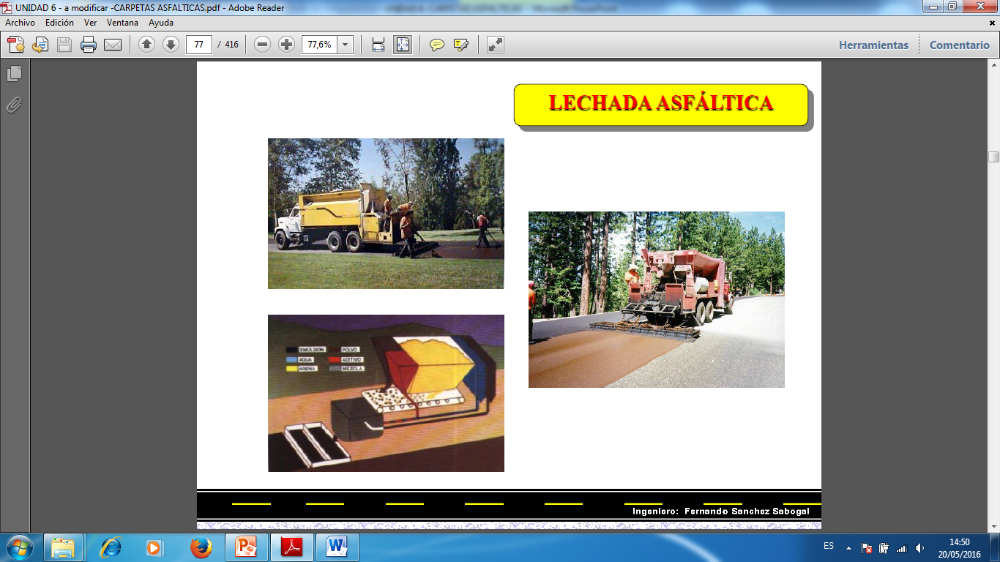 UNIDAD 6 - a modificar -CARPETAS ASFALTICAS.pdf - Adobe Reader
Archivo Edición Ver Ventana Ayuda
77 / 416 77,6% Herramientas Comentario
LECHADA ASFÁLTICA
EMULSION POLVO
AGUA ADITIVO
ARENA MEZCLA
Ingeniero: Fernando Sanchez Sabogal
ES 14:50
20/05/2016